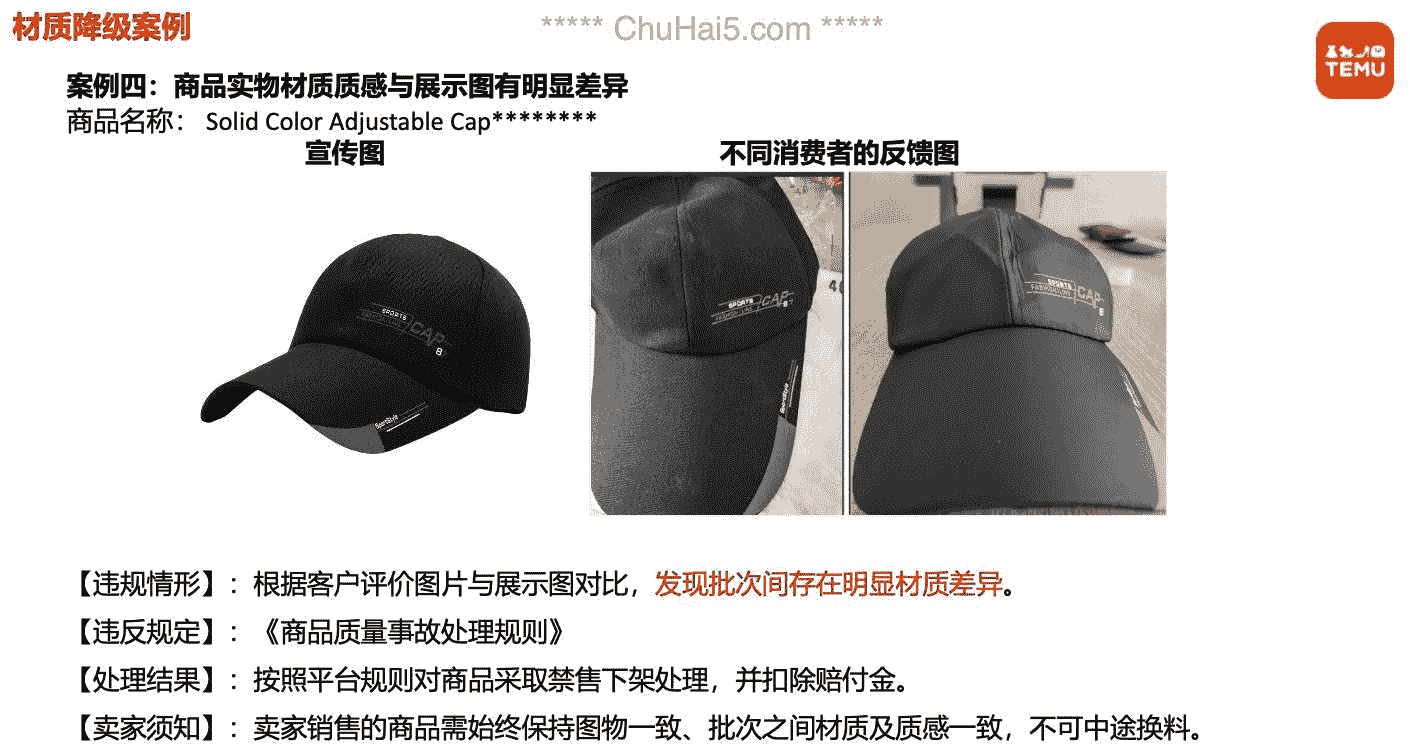 材质降级案例
***** ChuHai5.com *****
TEMU
案例四：商品实物材质质感与展示图有明显差异
商品名称： Solid Color Adjustable Cap********
宣传图
不同消费者的反馈图
SPORTS
CAP
B
SportStyle
SPORTS
FASHIONLINE
CAP
B
SPORTS
FASHIONLINE
CAP
B
【违规情形】：根据客户评价图片与展示图对比，发现批次间存在明显材质差异。
【违反规定】：《商品质量事故处理规则》
【处理结果】：按照平台规则对商品采取禁售下架处理，并扣除赔付金。
【卖家须知】：卖家销售的商品需始终保持图物一致、批次之间材质及质感一致，不可中途换料。